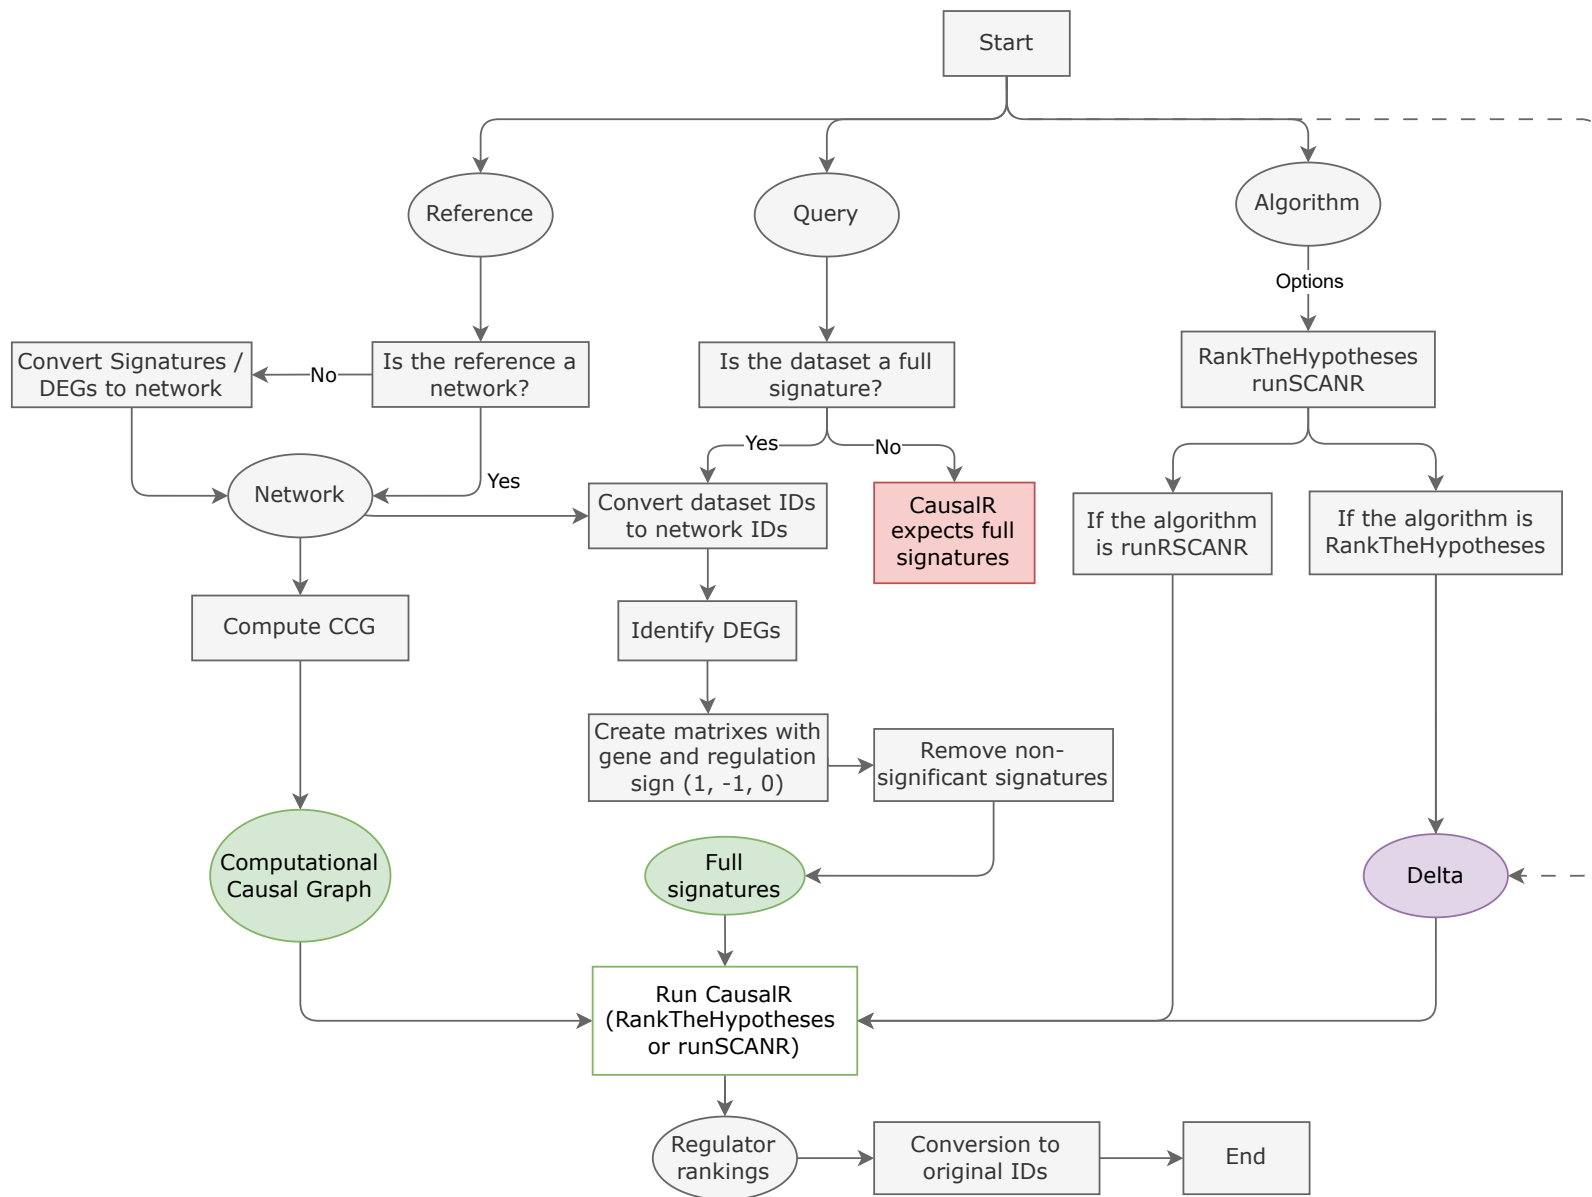 Start
Reference
Query
Algorithm
Options
Convert Signatures /
DEGs to network
No
Is the reference a
network?
Is the dataset a full
signature?
RankTheHypotheses
runSCANR
Yes
No
Yes
Network
Convert dataset IDs
to network IDs
CausalR
expects full
signatures
If the algorithm
is runRSCANR
If the algorithm is
RankTheHypotheses
Compute CCG
Identify DEGs
Create matrixes with
gene and regulation
sign (1, -1, 0)
Remove non-
significant signatures
Computational
Causal Graph
Full
signatures
Delta
Run CausalR
(RankTheHypotheses
or runSCANR)
Regulator
rankings
Conversion to
original IDs
End